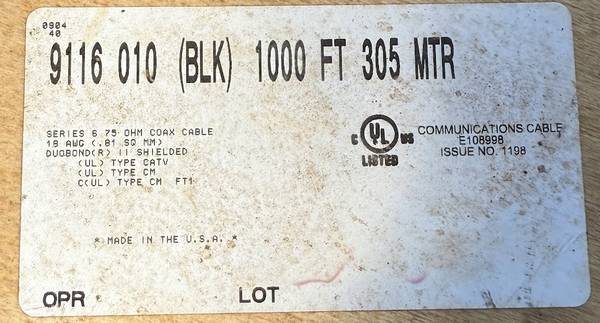 0904
40
9116 010 (BLK) 1000 FT 305 MTR
SERIES 6 75 OHM COAX CABLE
18 AWG (.81 SQ MM)
DUOBOND(R) II SHIELDED
(UL) TYPE CATV
(UL) TYPE CM
C(UL) TYPE CM FT1
C UL US
LISTED
COMMUNICATIONS CABLE
E108998
ISSUE NO. 1198
* MADE IN THE U.S.A. *
OPR LOT